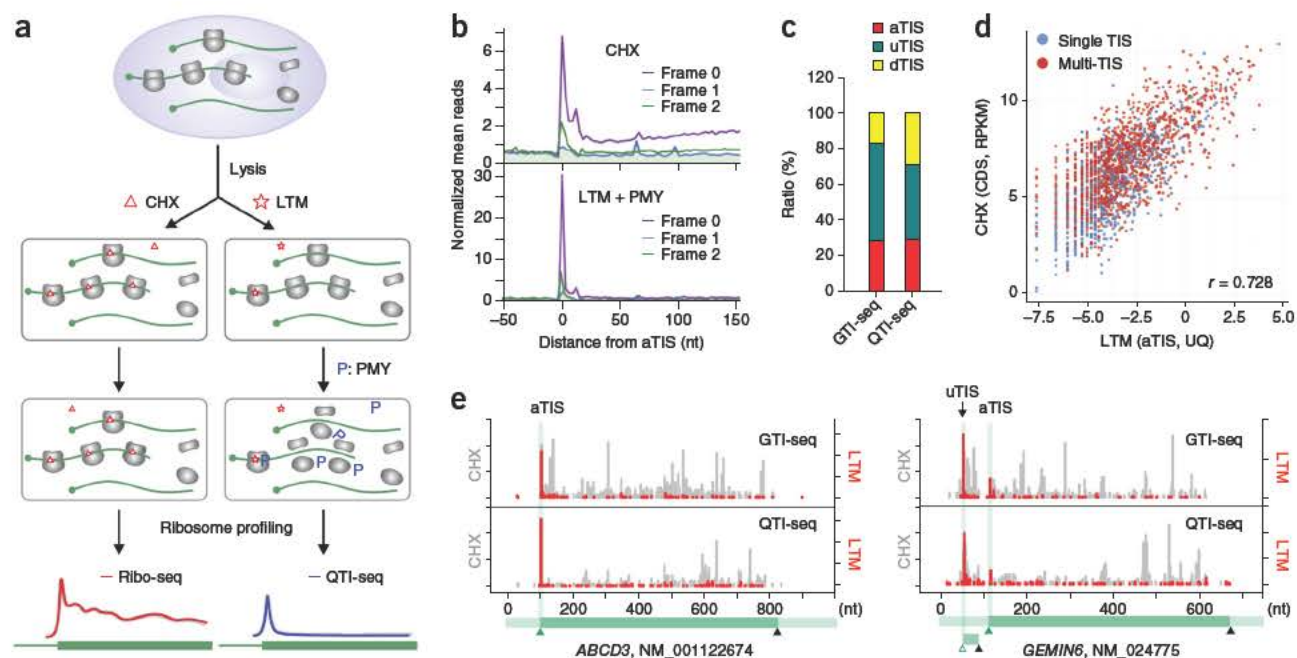 a
Lysis
CHX
LTM
P: PMY
P
P
P
P
P
P
Ribosome profiling
Ribo-seq
QTI-seq
b
CHX
Frame 0
Frame 1
Frame 2
6
4
2
0
LTM + PMY
Frame 0
Frame 1
Frame 2
30
20
10
0
Normalized mean reads
–50 0 50 100 150
Distance from aTIS (nt)
c
aTIS
uTIS
dTIS
120
100
80
60
40
20
0
Ratio (%)
GTI-seq
QTI-seq
d
Single TIS
Multi-TIS
10
5
0
CHX (CDS, RPKM)
r = 0.728
–7.5 –5.0 –2.5 0 2.5 5.0
LTM (aTIS, UQ)
e
aTIS
GTI-seq
CHX
LTM
QTI-seq
CHX
LTM
0 200 400 600 800 (nt)
ABCD3, NM_001122674
uTIS
aTIS
GTI-seq
CHX
LTM
QTI-seq
CHX
LTM
0 200 400 600 (nt)
GEMIN6, NM_024775